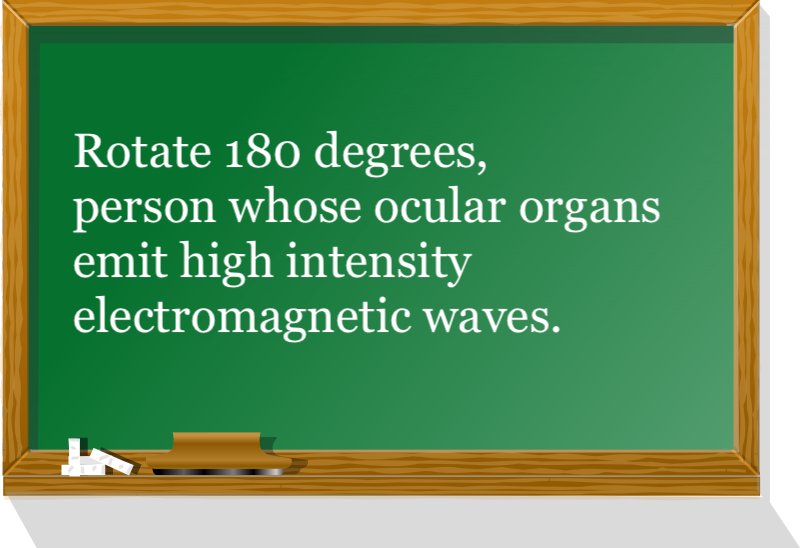 Rotate 180 degrees,
person whose ocular organs
emit high intensity
electromagnetic waves.